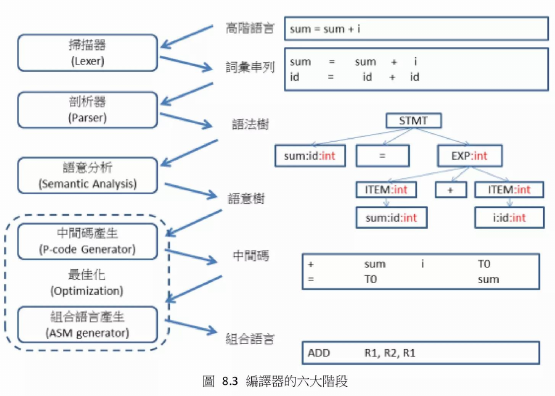 高階語言
sum = sum + i
掃描器
(Lexer)
詞彙串列
sum = sum + i
id = id + id
剖析器
(Parser)
語法樹
STMT
sum:id:int
=
EXP:int
語意分析
(Semantic Analysis)
語意樹
ITEM:int
+
ITEM:int
sum:id:int
i:id:int
中間碼產生
(P-code Generator)
中間碼
+ sum i T0
= T0 sum
最佳化
(Optimization)
組合語言產生
(ASM generator)
組合語言
ADD R1, R2, R1
圖 8.3 編譯器的六大階段